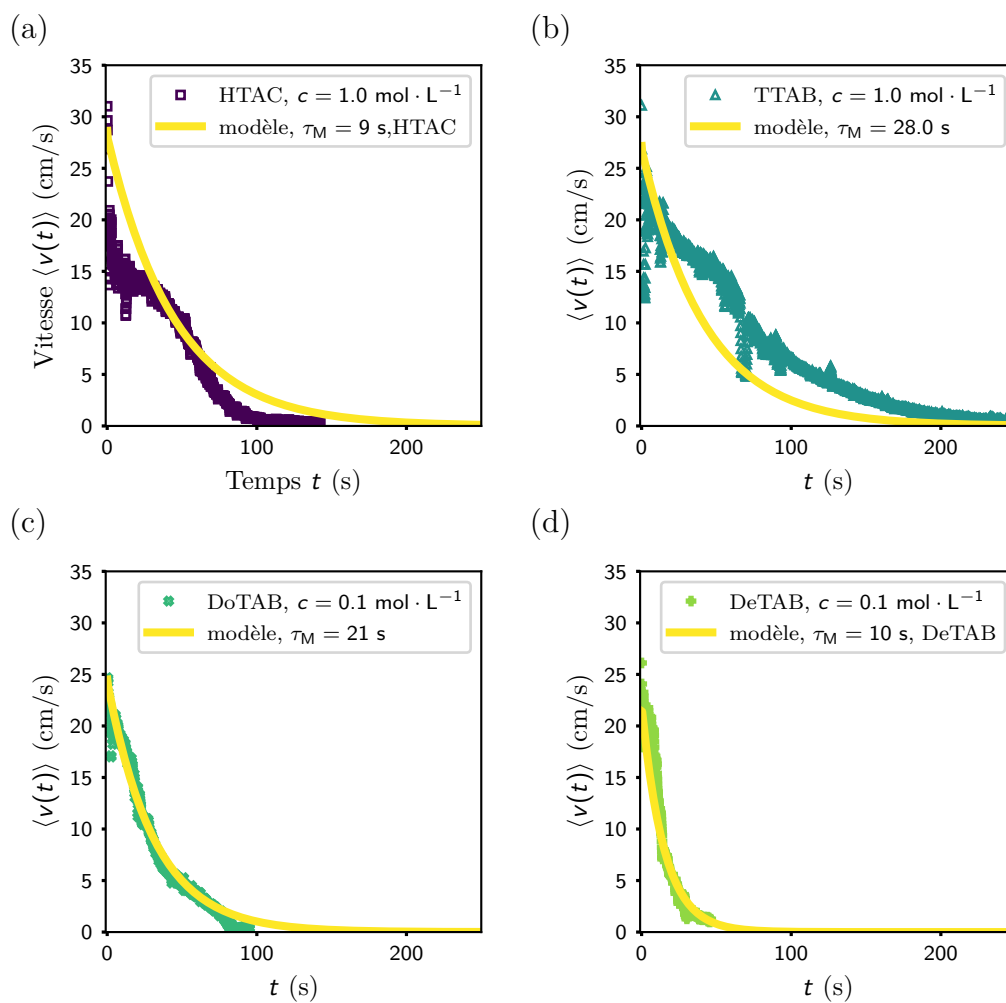 (a)
35
30
25
20
15
10
5
0
Vitesse ⟨v(t)⟩ (cm/s)
HTAC, c = 1.0 mol · L⁻¹
modèle, τ_M = 9 s,HTAC
0 100 200
Temps t (s)
(b)
35
30
25
20
15
10
5
0
⟨v(t)⟩ (cm/s)
TTAB, c = 1.0 mol · L⁻¹
modèle, τ_M = 28.0 s
0 100 200
t (s)
(c)
35
30
25
20
15
10
5
0
⟨v(t)⟩ (cm/s)
DoTAB, c = 0.1 mol · L⁻¹
modèle, τ_M = 21 s
0 100 200
t (s)
(d)
35
30
25
20
15
10
5
0
⟨v(t)⟩ (cm/s)
DeTAB, c = 0.1 mol · L⁻¹
modèle, τ_M = 10 s, DeTAB
0 100 200
t (s)